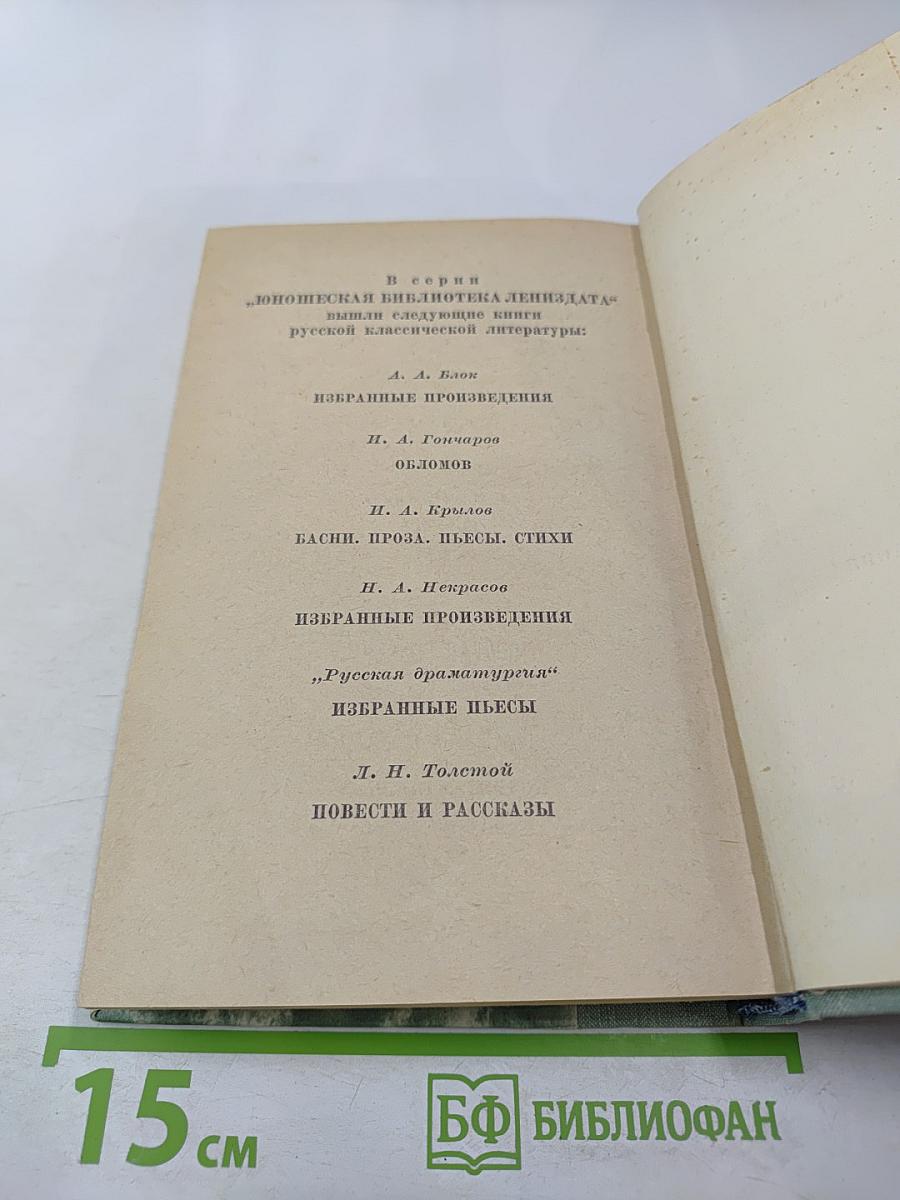 В серии
„ЮНОШЕСКАЯ БИБЛИОТЕКА ЛЕНИЗДАТА“
вышли следующие книги
русской классической литературы:
А. А. Блок
ИЗБРАННЫЕ ПРОИЗВЕДЕНИЯ
И. А. Гончаров
ОБЛОМОВ
И. А. Крылов
БАСНИ. ПРОЗА. ПЬЕСЫ. СТИХИ
Н. А. Некрасов
ИЗБРАННЫЕ ПРОИЗВЕДЕНИЯ
„Русская драматургия“
ИЗБРАННЫЕ ПЬЕСЫ
Л. Н. Толстой
ПОВЕСТИ И РАССКАЗЫ
15 см
БФ БИБЛИОФАН